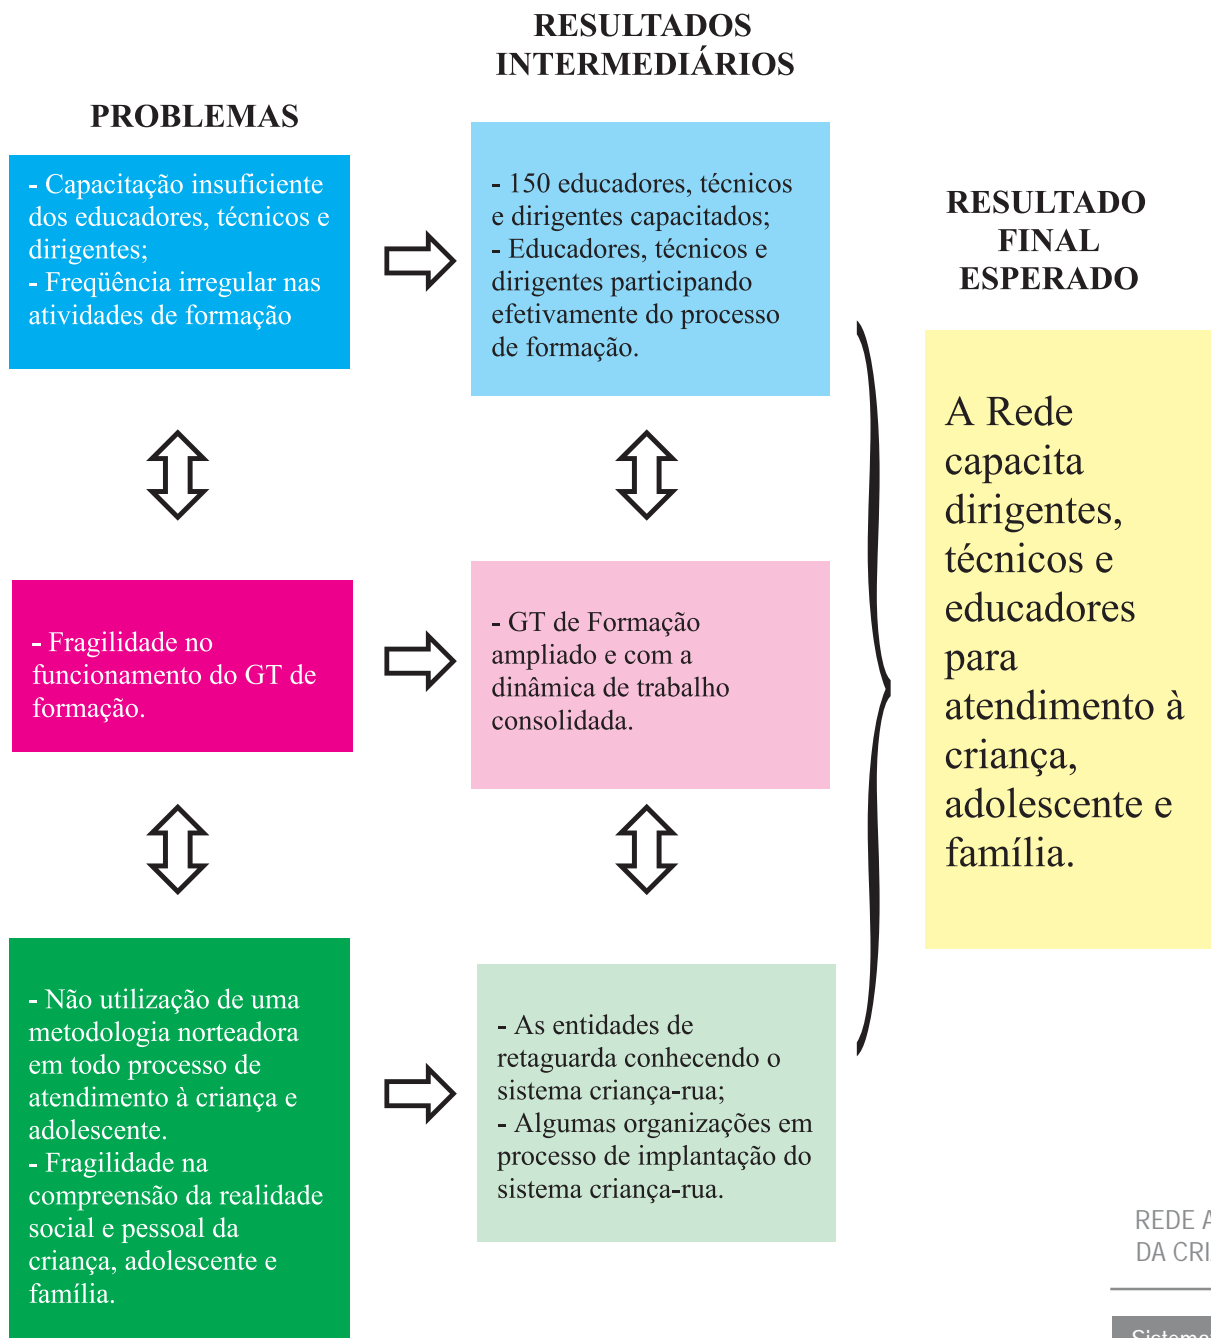 RESULTADOS
INTERMEDIÁRIOS
PROBLEMAS
- Capacitação insuficiente
dos educadores, técnicos e
dirigentes;
- Freqüência irregular nas
atividades de formação
- 150 educadores, técnicos
e dirigentes capacitados;
- Educadores, técnicos e
dirigentes participando
efetivamente do processo
de formação.
RESULTADO
FINAL
ESPERADO
- Fragilidade no
funcionamento do GT de
formação.
- GT de Formação
ampliado e com a
dinâmica de trabalho
consolidada.
A Rede
capacita
dirigentes,
técnicos e
educadores
para
atendimento à
criança,
adolescente e
família.
- Não utilização de uma
metodologia norteadora
em todo processo de
atendimento à criança e
adolescente.
- Fragilidade na
compreensão da realidade
social e pessoal da
criança, adolescente e
família.
- As entidades de
retaguarda conhecendo o
sistema criança-rua;
- Algumas organizações em
processo de implantação do
sistema criança-rua.
REDE A
DA CRI
Sistema